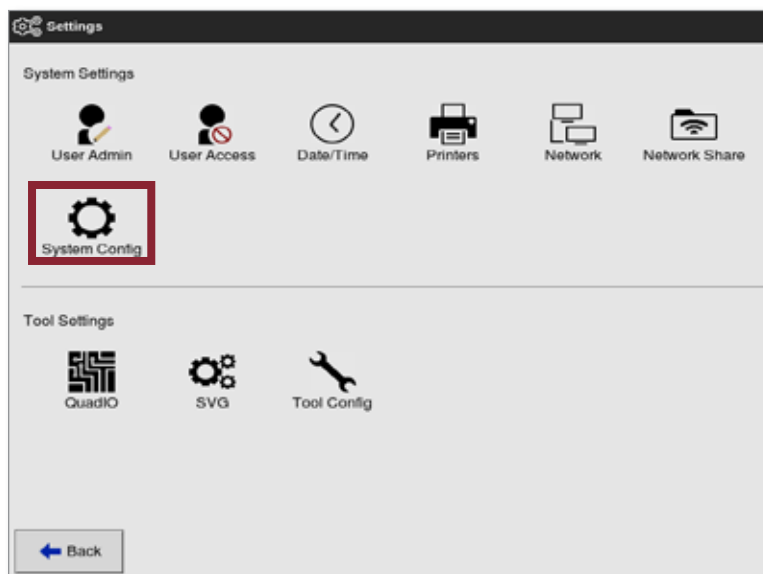 Settings
System Settings
User Admin User Access Date/Time Printers Network Network Share
System Config
Tool Settings
QuadIO SVG Tool Config
Back